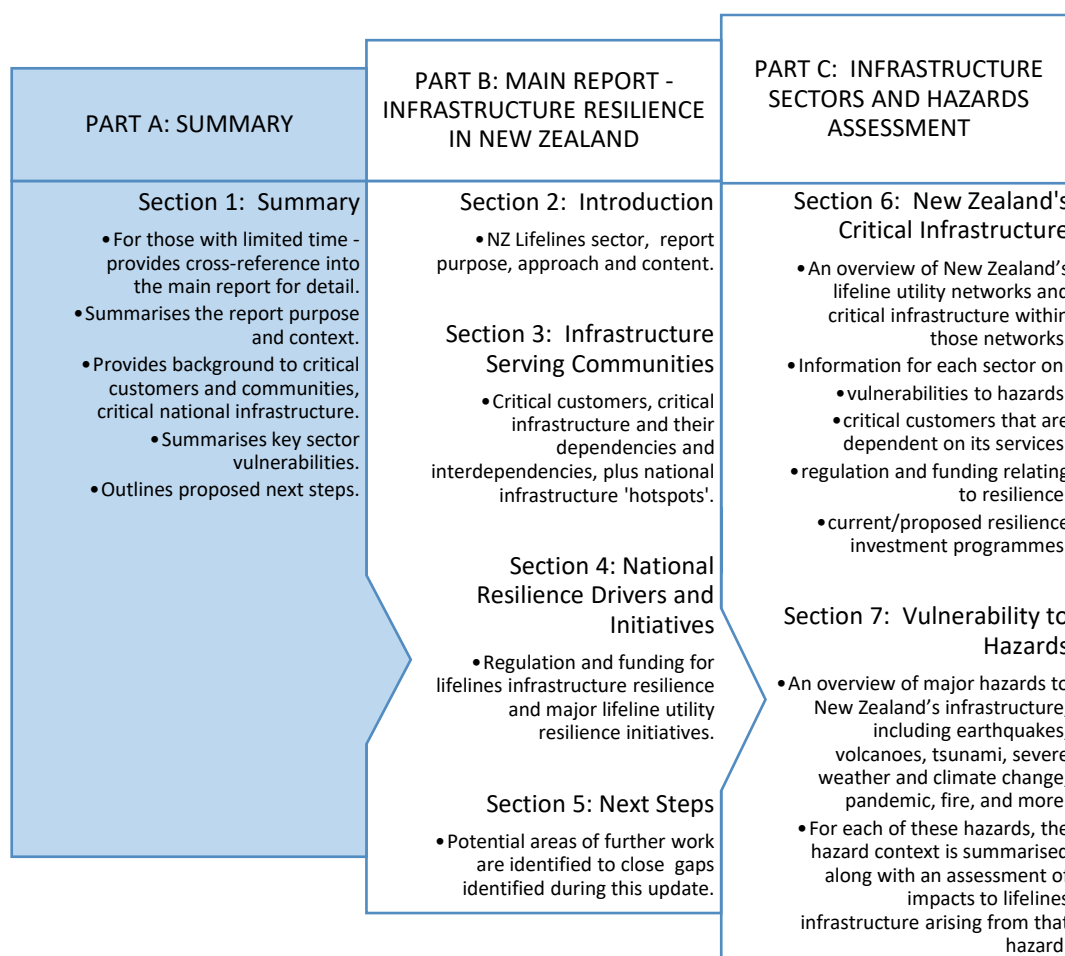 PART A: SUMMARY
Section 1: Summary
•For those with limited time -
provides cross-reference into
the main report for detail.
•Summarises the report purpose
and context.
•Provides background to critical
customers and communities,
critical national infrastructure.
•Summarises key sector
vulnerabilities.
•Outlines proposed next steps.
PART B: MAIN REPORT -
INFRASTRUCTURE RESILIENCE
IN NEW ZEALAND
Section 2: Introduction
•NZ Lifelines sector, report
purpose, approach and content.
Section 3: Infrastructure
Serving Communities
•Critical customers, critical
infrastructure and their
dependencies and
interdependencies, plus national
infrastructure 'hotspots'.
Section 4: National
Resilience Drivers and
Initiatives
•Regulation and funding for
lifelines infrastructure resilience
and major lifeline utility
resilience initiatives.
Section 5: Next Steps
•Potential areas of further work
are identified to close gaps
identified during this update.
PART C: INFRASTRUCTURE
SECTORS AND HAZARDS
ASSESSMENT
Section 6: New Zealand's
Critical Infrastructure
•An overview of New Zealand’s
lifeline utility networks and
critical infrastructure within
those networks
•Information for each sector on
•vulnerabilities to hazards
•critical customers that are
dependent on its services
•regulation and funding relating
to resilience
•current/proposed resilience
investment programmes
Section 7: Vulnerability to
Hazards
•An overview of major hazards to
New Zealand’s infrastructure,
including earthquakes,
volcanoes, tsunami, severe
weather and climate change,
pandemic, fire, and more
•For each of these hazards, the
hazard context is summarised
along with an assessment of
impacts to lifelines
infrastructure arising from that
hazard